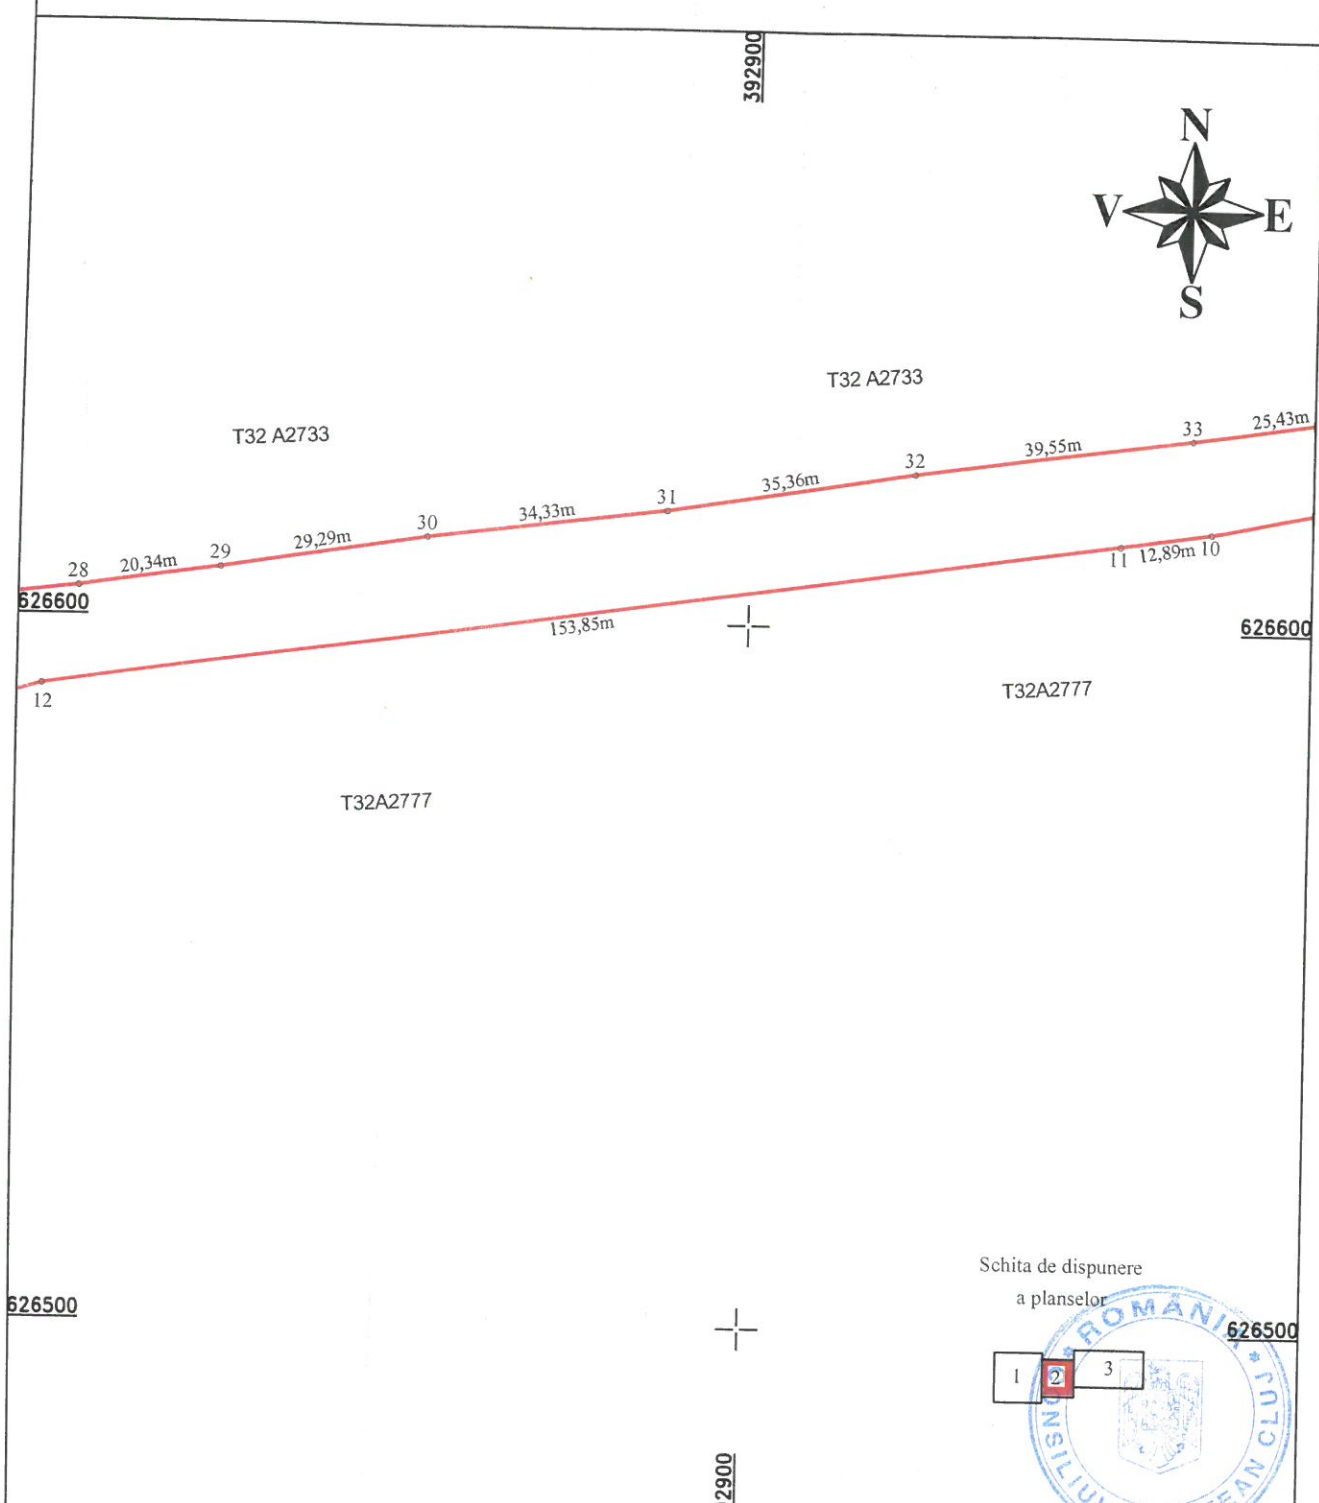 392900
N
V E
S
T32 A2733
T32 A2733
25,43m
33
39,55m
32
35,36m
31
34,33m
30
29,29m
29
20,34m
28
626600
11 12,89m 10
153,85m
626600
12
T32A2777
T32A2777
Schita de dispunere
a planselor
ROMÂNIA
626500
626500
1 2 3
CLUJ
2900